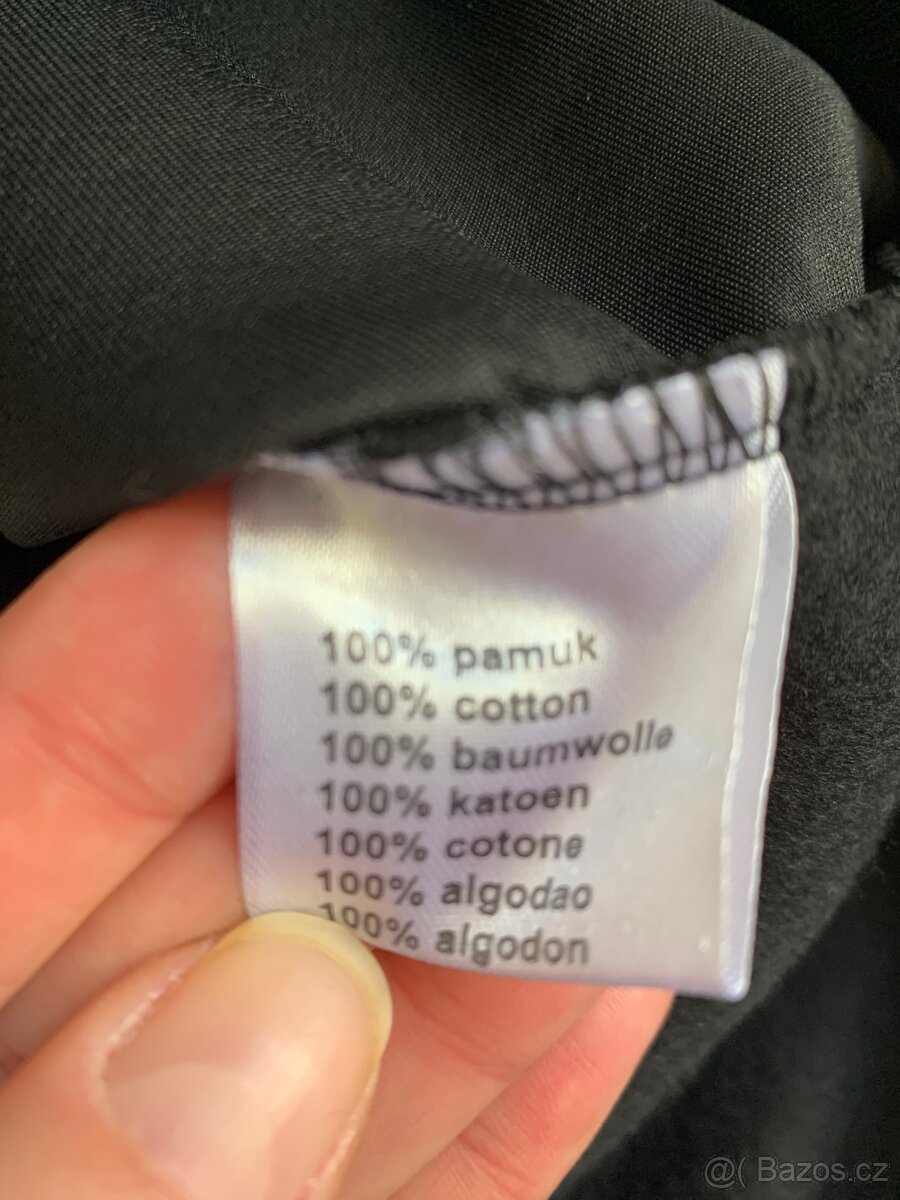 100% pamuk
100% cotton
100% baumwolle
100% katoen
100% cotone
100% algodao
100% algodon
@( Bazos.cz